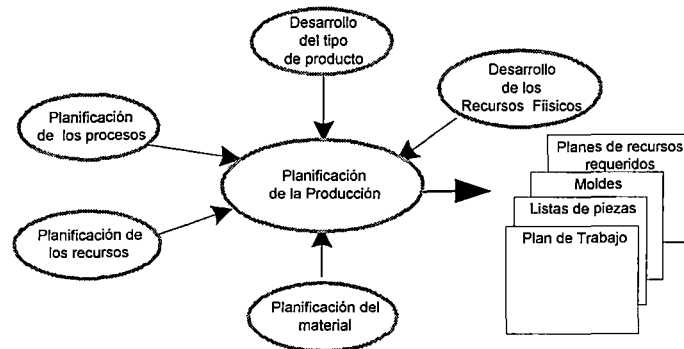 Desarrollo
del tipo
de producto
Desarrollo
de los
Recursos Fíisicos
Planificación
de los procesos
Planificación
de la Producción
Planificación de
los recursos
Planificación del
material
Planes de recursos
requeridos
Moldes
Listas de piezas
Plan de Trabajo